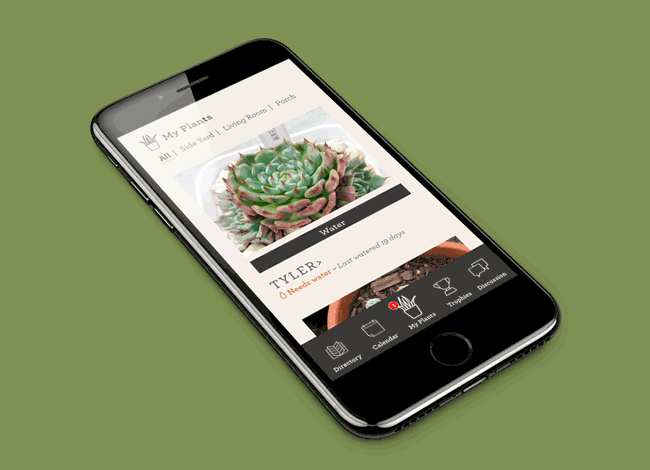 My Plants
All | Side Yard | Living Room | Porch
Water
TYLER>
Needs water – Last watered 19 days
1
Directory
Calendar
My Plants
Trophies
Discussion